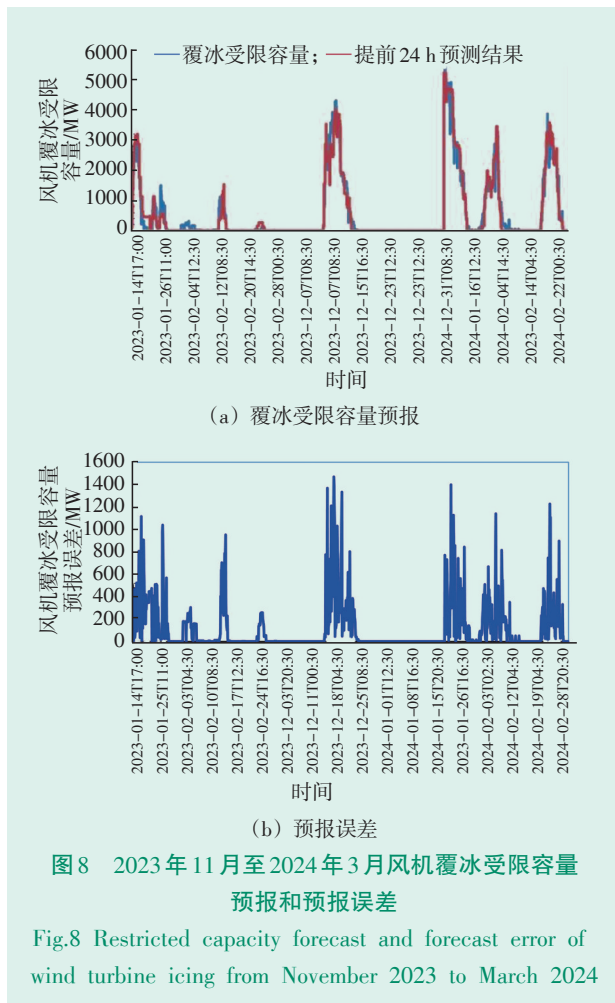 6000
5000
4000
3000
2000
1000
0
风机覆冰受限
容量/MW
覆冰受限容量； 提前24 h预测结果
2023-01-14T17:00
2023-01-26T11:00
2023-02-04T12:30
2023-02-12T08:30
2023-02-20T14:30
2023-02-28T00:30
2023-12-07T08:30
2023-12-07T08:30
2023-12-15T16:30
2023-12-23T12:30
2023-12-23T12:30
2024-12-31T08:30
2024-01-16T12:30
2024-02-04T14:30
2023-02-14T04:30
2024-02-22T00:30
时间
（a）覆冰受限容量预报
1600
1400
1200
1000
800
600
400
200
0
风机覆冰受限容量
预报误差/MW
2023-01-14T17:00
2023-01-25T11:00
2023-02-03T04:30
2023-02-10T08:30
2023-02-17T12:30
2023-02-24T16:30
2023-12-03T20:30
2023-12-11T00:30
2023-12-18T04:30
2023-12-25T08:30
2024-01-01T12:30
2024-01-08T16:30
2024-01-15T20:30
2024-01-26T16:30
2024-02-03T12:30
2024-02-12T04:30
2024-02-19T04:30
2024-02-28T20:30
时间
（b）预报误差
图8 2023年11月至2024年3月风机覆冰受限容量
预报和预报误差
Fig.8 Restricted capacity forecast and forecast error of
wind turbine icing from November 2023 to March 2024